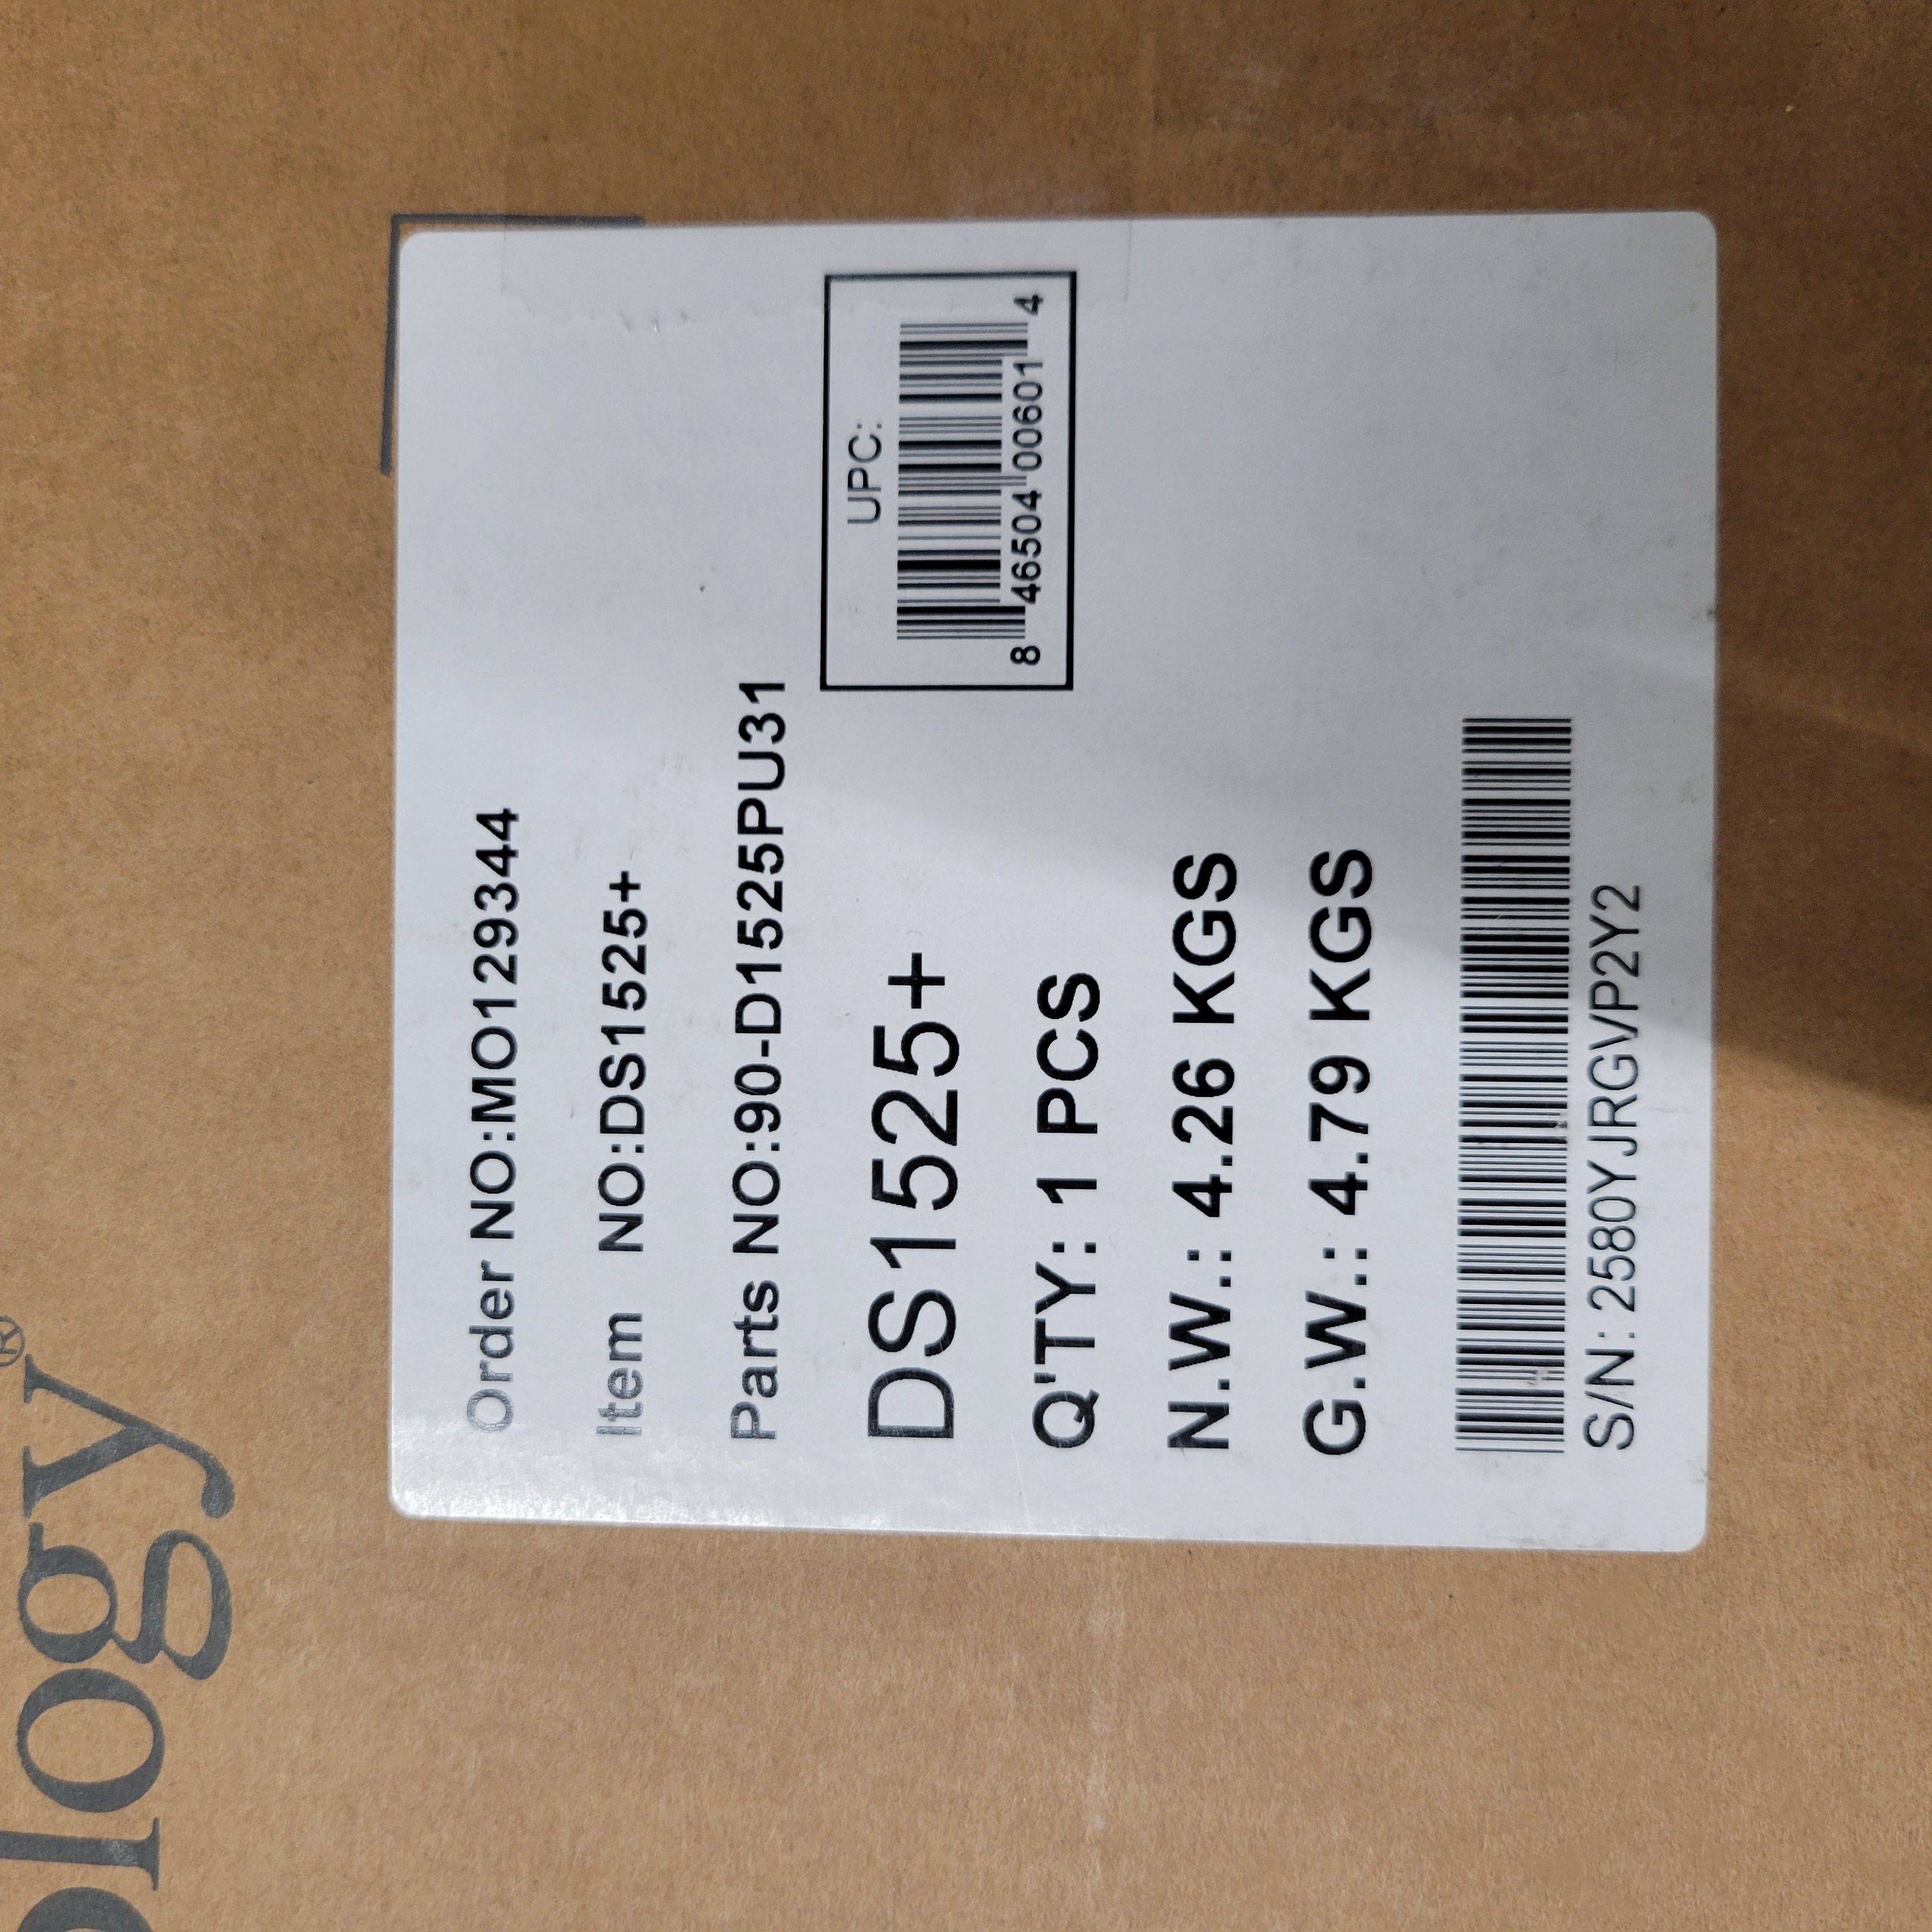 ology®
Order NO:MO129344
Item NO:DS1525+
Parts NO:90-D1525PU31
DS1525+
UPC:
8 46504 00601 4
Q'TY: 1 PCS
N.W.: 4.26 KGS
G.W.: 4.79 KGS
S/N: 2580YJRGVP2Y2